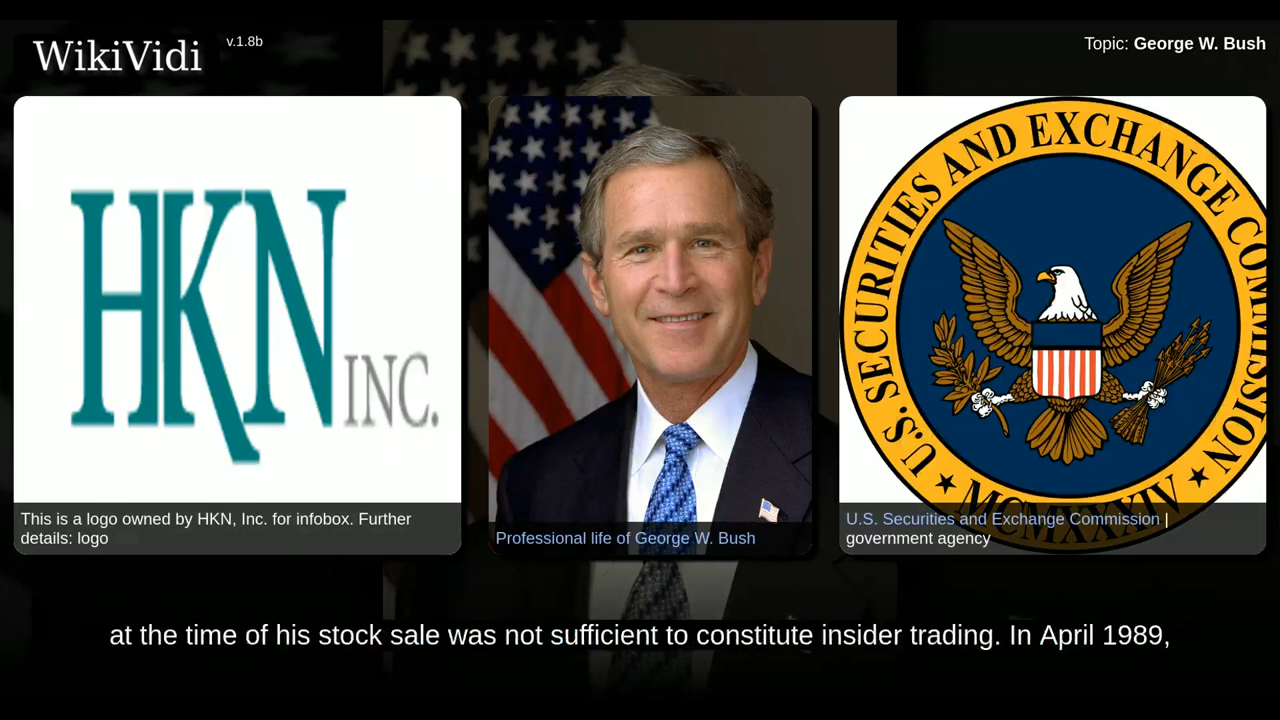 WikiVidi
v.1.8b
Topic: George W. Bush
HKN INC.
U.S. SECURITIES AND EXCHANGE COMMISSION
MCMXXXIV
This is a logo owned by HKN, Inc. for infobox. Further
details: logo
Professional life of George W. Bush
U.S. Securities and Exchange Commission |
government agency
at the time of his stock sale was not sufficient to constitute insider trading. In April 1989,